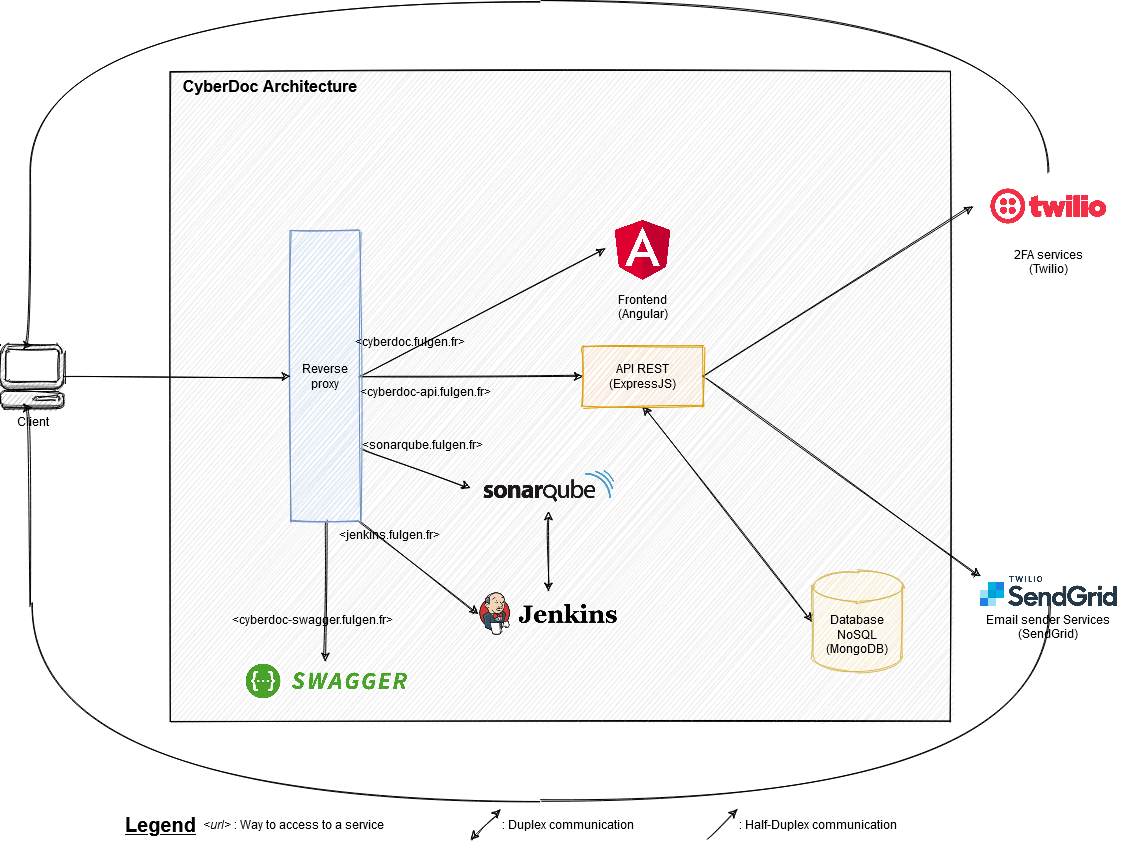 CyberDoc Architecture
twilio
2FA services
(Twilio)
Frontend
(Angular)
<cyberdoc.fulgen.fr>
Reverse
proxy
API REST
(ExpressJS)
<cyberdoc-api.fulgen.fr>
Client
<sonarqube.fulgen.fr>
sonarqube
<jenkins.fulgen.fr>
Jenkins
TWILIO
SendGrid
Email sender Services
(SendGrid)
<cyberdoc-swagger.fulgen.fr>
Database
NoSQL
(MongoDB)
{···} SWAGGER
Legend <url> : Way to access to a service : Duplex communication : Half-Duplex communication